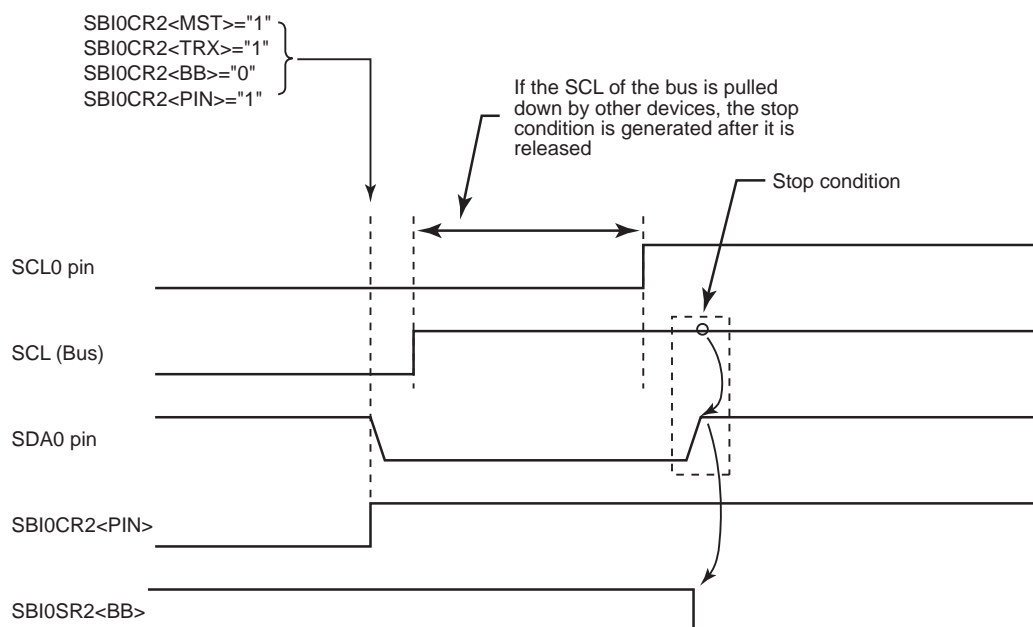 SBI0CR2<MST>="1"
SBI0CR2<TRX>="1"
SBI0CR2<BB>="0"
SBI0CR2<PIN>="1"
If the SCL of the bus is pulled
down by other devices, the stop
condition is generated after it is
released
Stop condition
SCL0 pin
SCL (Bus)
SDA0 pin
SBI0CR2<PIN>
SBI0SR2<BB>